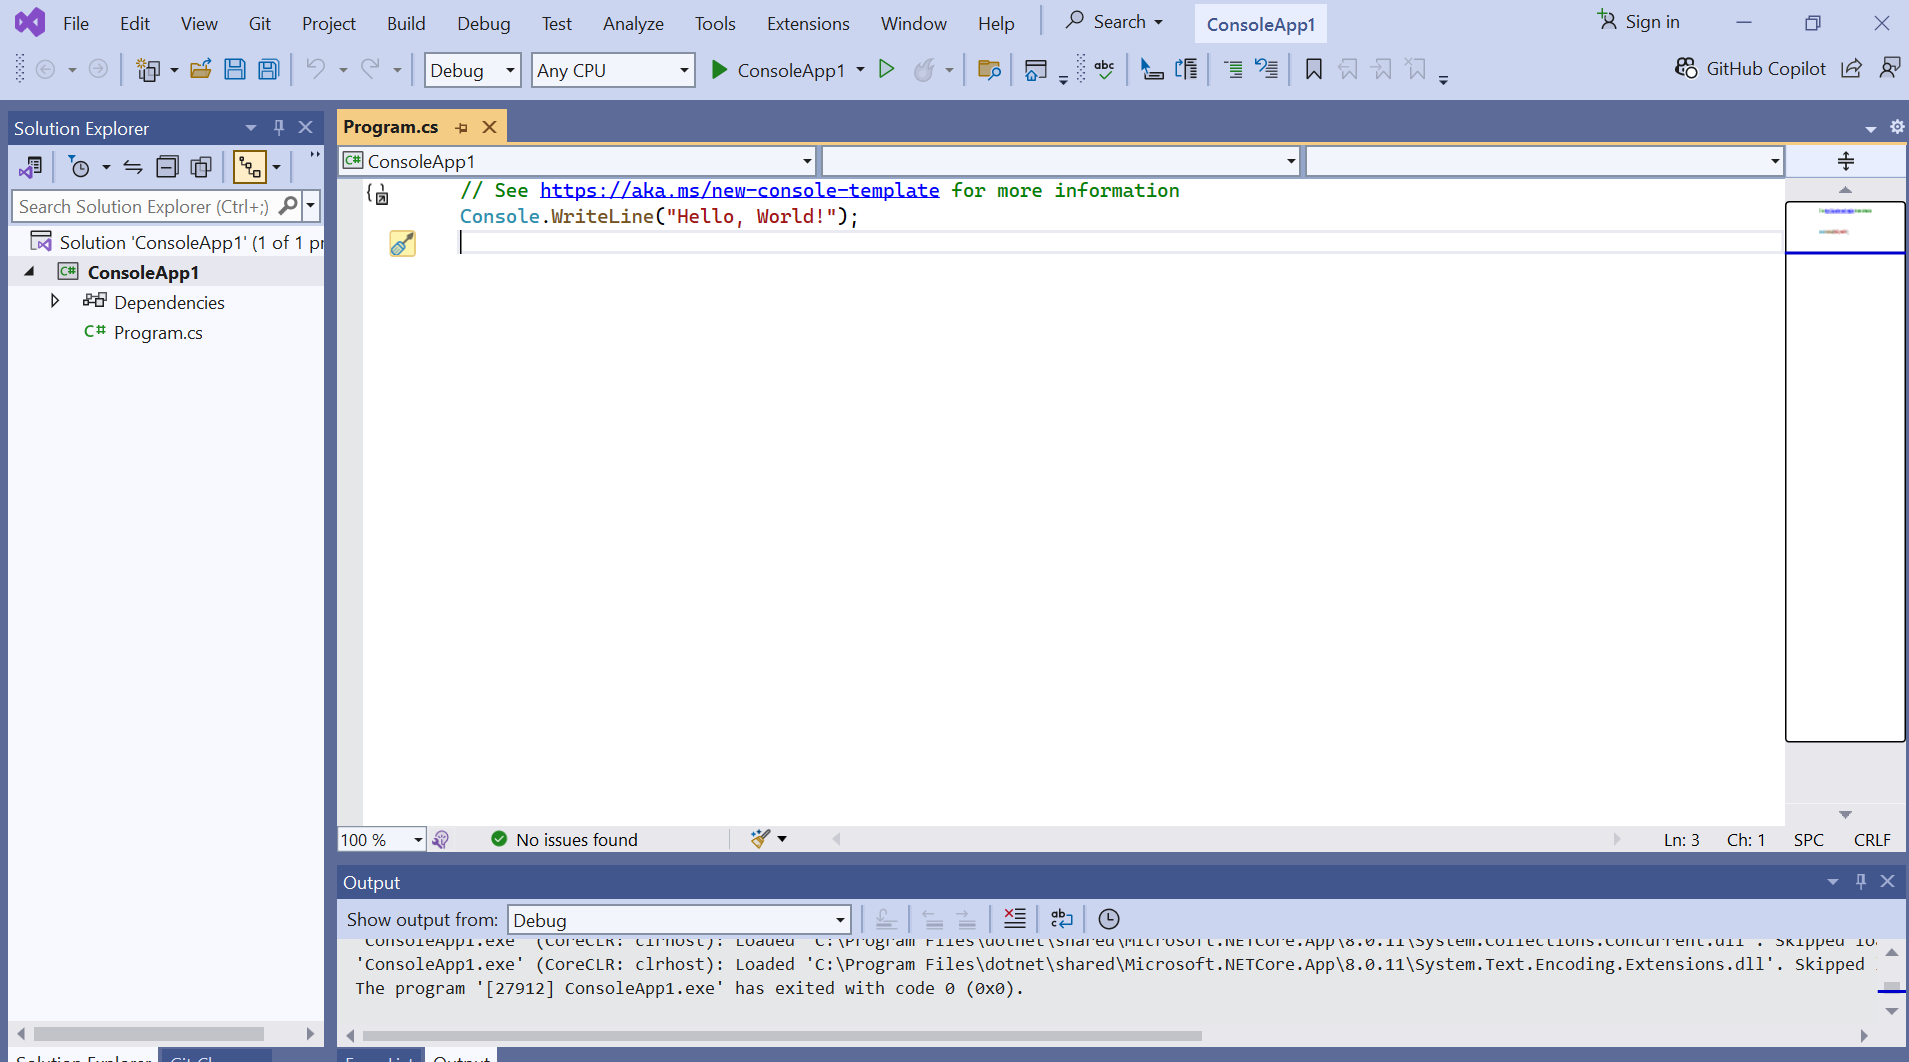 File Edit View Git Project Build Debug Test Analyze Tools Extensions Window Help Search ConsoleApp1 Sign in
Debug Any CPU ConsoleApp1 abc GitHub Copilot
Solution Explorer
Search Solution Explorer (Ctrl+;)
Solution 'ConsoleApp1' (1 of 1 pr
C# ConsoleApp1
Dependencies
C# Program.cs
Program.cs
C# ConsoleApp1
// See https://aka.ms/new-console-template for more information
Console.WriteLine("Hello, World!");
100 % No issues found Ln: 3 Ch: 1 SPC CRLF
Output
Show output from: Debug
'ConsoleApp1.exe' (CoreCLR: clrhost): Loaded 'C:\Program Files\dotnet\shared\Microsoft.NETCore.App\8.0.11\System.Collections.Concurrent.dll'. Skipped lo
'ConsoleApp1.exe' (CoreCLR: clrhost): Loaded 'C:\Program Files\dotnet\shared\Microsoft.NETCore.App\8.0.11\System.Text.Encoding.Extensions.dll'. Skipped
The program '[27912] ConsoleApp1.exe' has exited with code 0 (0x0).
Solution Explorer Error List Output